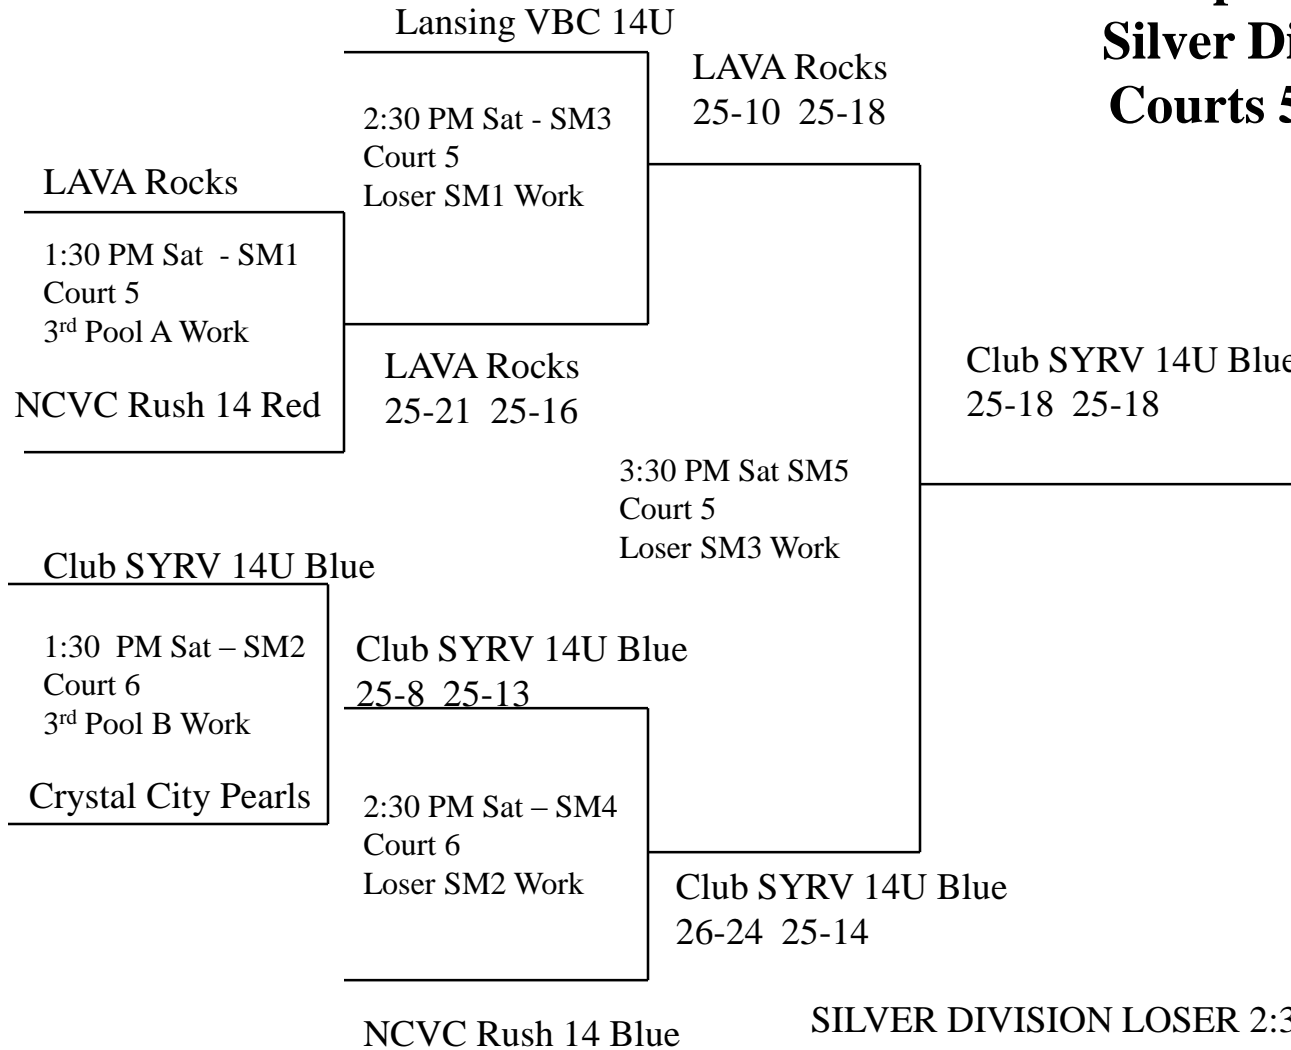 Lansing VBC 14U
Silver
Courts
LAVA Rocks
25-10 25-18
2:30 PM Sat - SM3
Court 5
Loser SM1 Work
LAVA Rocks
1:30 PM Sat - SM1
Court 5
3rd Pool A Work
NCVC Rush 14 Red
LAVA Rocks
25-21 25-16
Club SYRV 14U Blue
25-18 25-18
3:30 PM Sat SM5
Court 5
Loser SM3 Work
Club SYRV 14U Blue
1:30 PM Sat – SM2
Court 6
3rd Pool B Work
Crystal City Pearls
Club SYRV 14U Blue
25-8 25-13
2:30 PM Sat – SM4
Court 6
Loser SM2 Work
Club SYRV 14U Blue
26-24 25-14
NCVC Rush 14 Blue
SILVER DIVISION LOSER